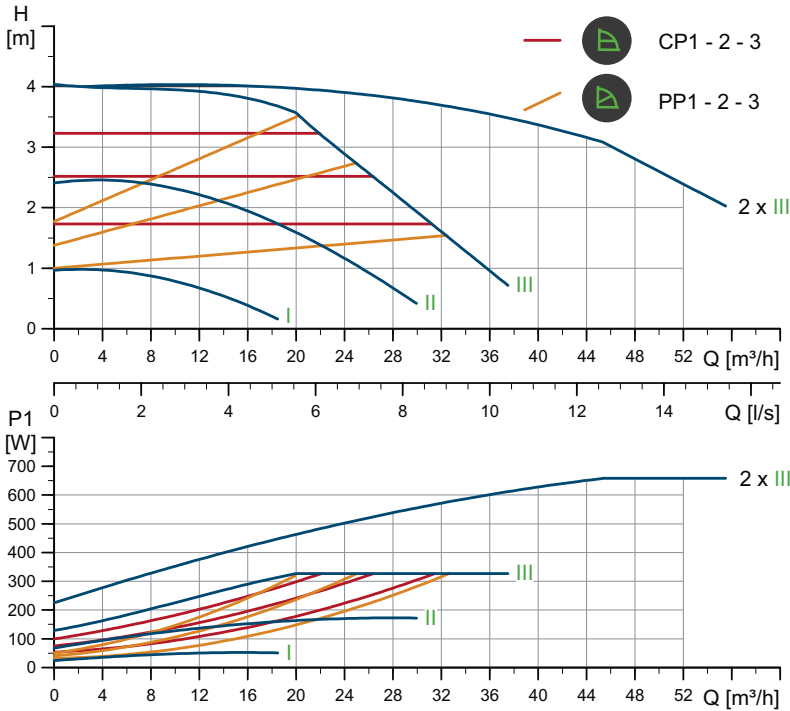 H
[m]
CP1 - 2 - 3
PP1 - 2 - 3
4
3
2
1
0
2 x III
III
II
I
0 4 8 12 16 20 24 28 32 36 40 44 48 52 Q [m³/h]
0 2 4 6 8 10 12 14 Q [l/s]
P1
[W]
700
600
500
400
300
200
100
0
2 x III
III
II
I
0 4 8 12 16 20 24 28 32 36 40 44 48 52 Q [m³/h]